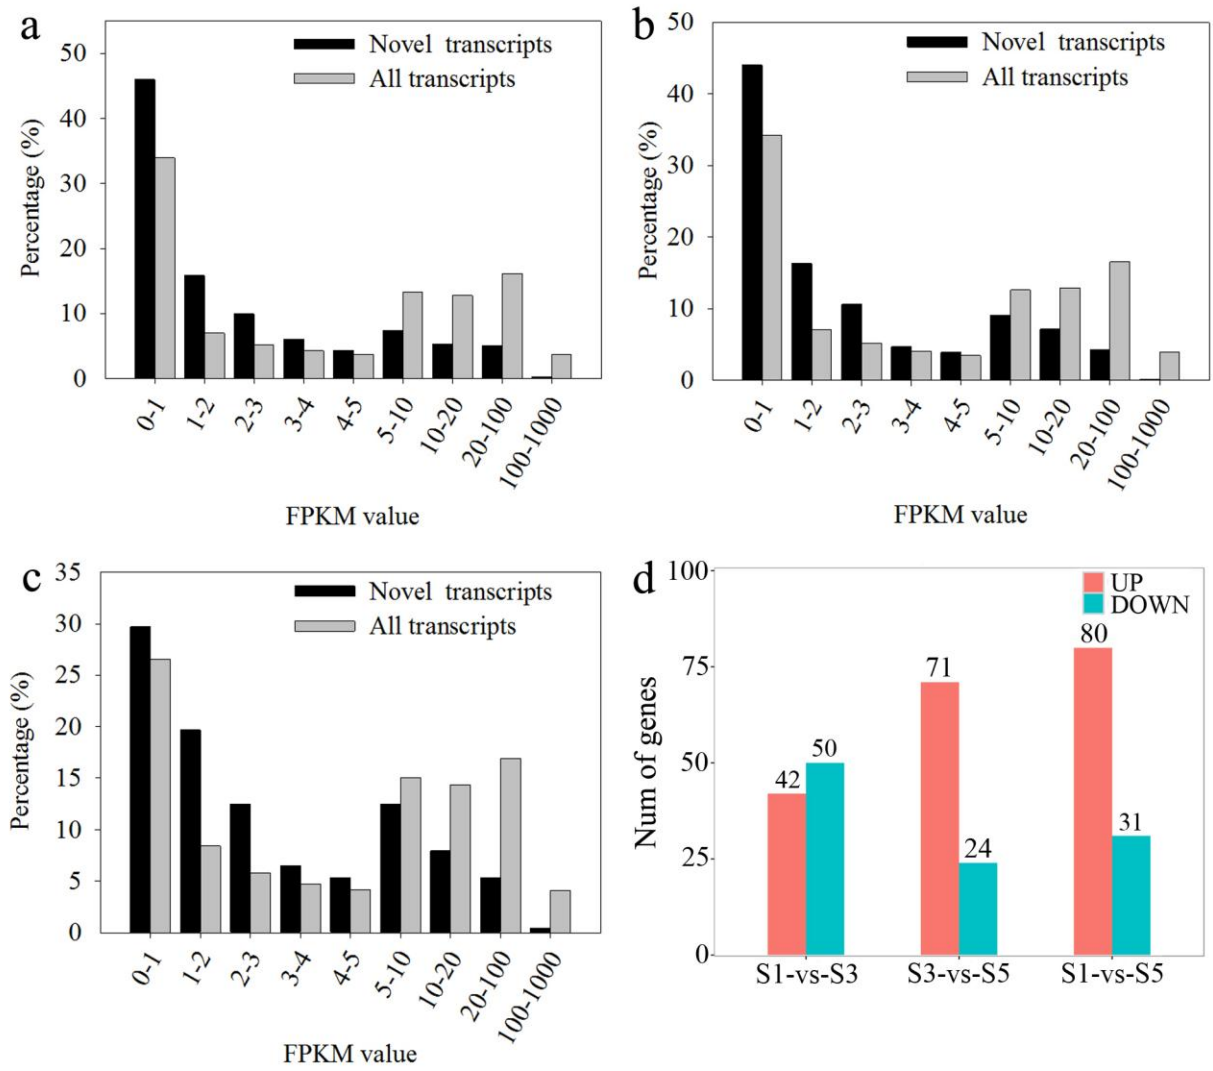 a
Novel transcripts
All transcripts
Percentage (%)
50
40
30
20
10
0
0-1
1-2
2-3
3-4
4-5
5-10
10-20
20-100
100-1000
FPKM value
b
Novel transcripts
All transcripts
Percentage (%)
50
40
30
20
10
0
0-1
1-2
2-3
3-4
4-5
5-10
10-20
20-100
100-1000
FPKM value
c
Novel transcripts
All transcripts
Percentage (%)
35
30
25
20
15
10
5
0
0-1
1-2
2-3
3-4
4-5
5-10
10-20
20-100
100-1000
FPKM value
d
UP
DOWN
Num of genes
100
75
50
25
0
42
50
71
24
80
31
S1-vs-S3
S3-vs-S5
S1-vs-S5